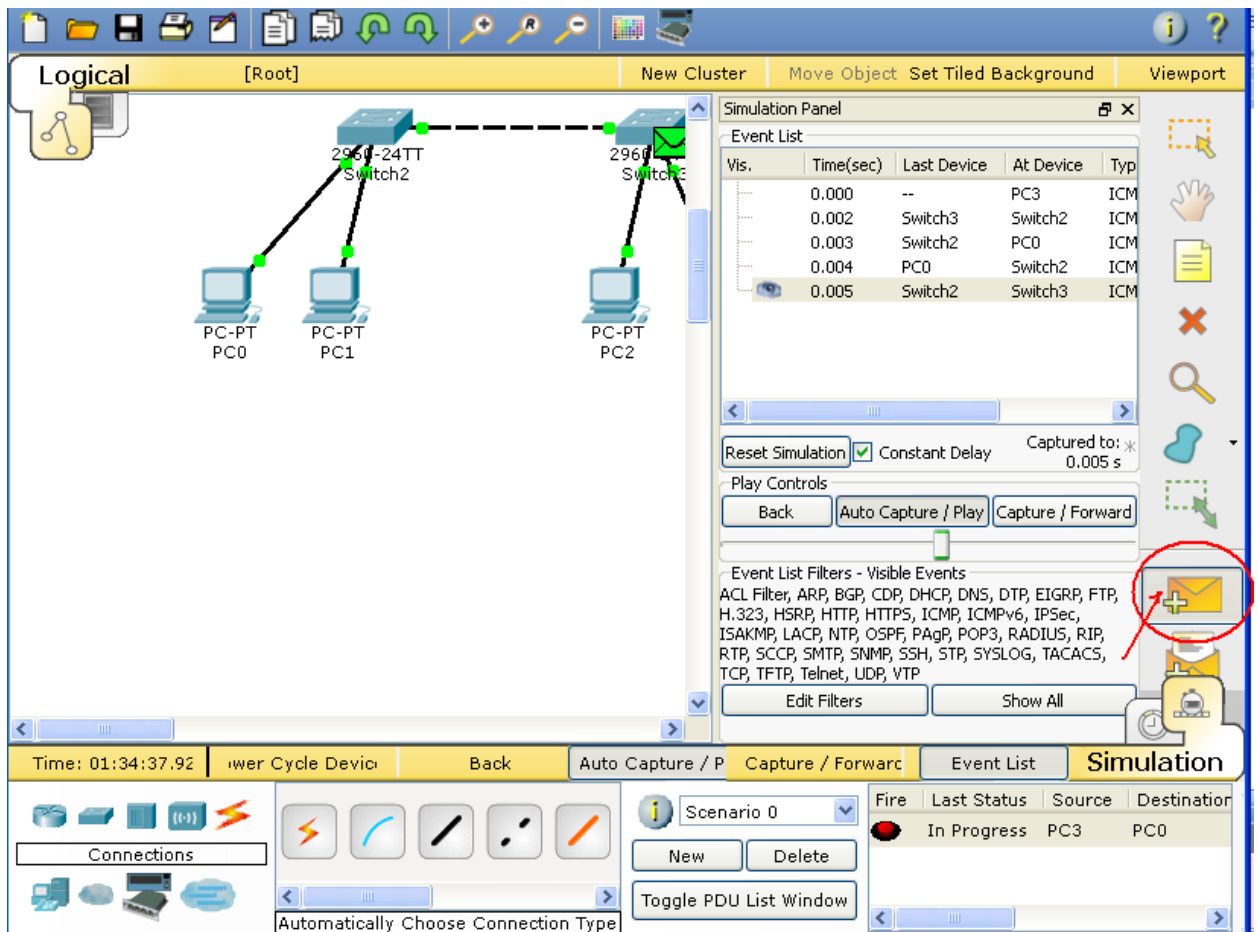 Logical [Root] New Cluster Move Object Set Tiled Background Viewport
2960-24TT
Switch2
Switch3
PC-PT
PC0
PC-PT
PC1
PC-PT
PC2
Simulation Panel
Event List
Vis. Time(sec) Last Device At Device Typ
0.000 -- PC3 ICM
0.002 Switch3 Switch2 ICM
0.003 Switch2 PC0 ICM
0.004 PC0 Switch2 ICM
0.005 Switch2 Switch3 ICM
Reset Simulation Constant Delay Captured to: *
0.005 s
Play Controls
Back Auto Capture / Play Capture / Forward
Event List Filters - Visible Events
ACL Filter, ARP, BGP, CDP, DHCP, DNS, DTP, EIGRP, FTP,
H.323, HSRP, HTTP, HTTPS, ICMP, ICMPv6, IPSec,
ISAKMP, LACP, NTP, OSPF, PAgP, POP3, RADIUS, RIP,
RTP, SCCP, SMTP, SNMP, SSH, STP, SYSLOG, TACACS,
TCP, TFTP, Telnet, UDP, VTP
Edit Filters Show All
Time: 01:34:37.92 wer Cycle Devic Back Auto Capture / P Capture / Forward Event List Simulation
Connections
Automatically Choose Connection Type
Scenario 0
New Delete
Toggle PDU List Window
Fire Last Status Source Destination
In Progress PC3 PC0